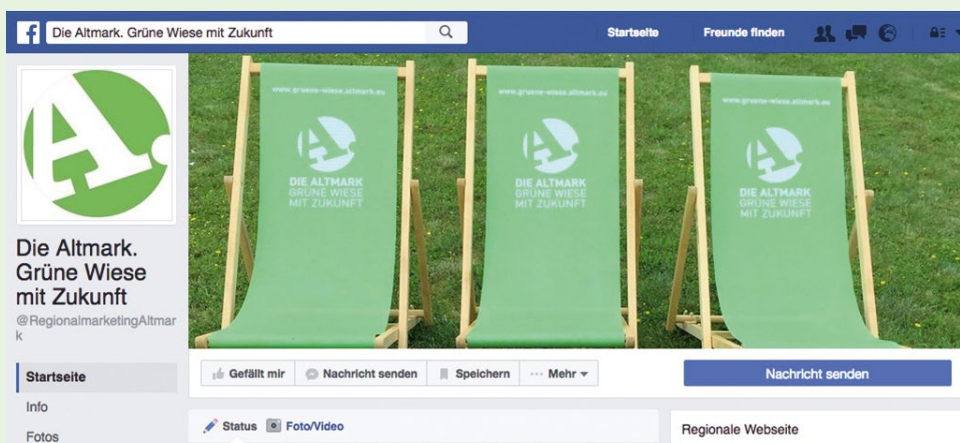 Die Altmark. Grüne Wiese mit Zukunft
Startseite
Freunde finden
www.gruene-wiese.altmark.eu
www.gruene-wiese.altmark.eu
www.gruene-wiese.altmark.eu
A.
DIE ALTMARK
GRÜNE WIESE
MIT ZUKUNFT
A.
DIE ALTMARK
GRÜNE WIESE
MIT ZUKUNFT
A.
DIE ALTMARK
GRÜNE WIESE
MIT ZUKUNFT
A.
Die Altmark.
Grüne Wiese
mit Zukunft
@RegionalmarketingAltmar
k
Startseite
Info
Fotos
Gefällt mir
Nachricht senden
Speichern
Mehr
Nachricht senden
Status
Foto/Video
Regionale Webseite